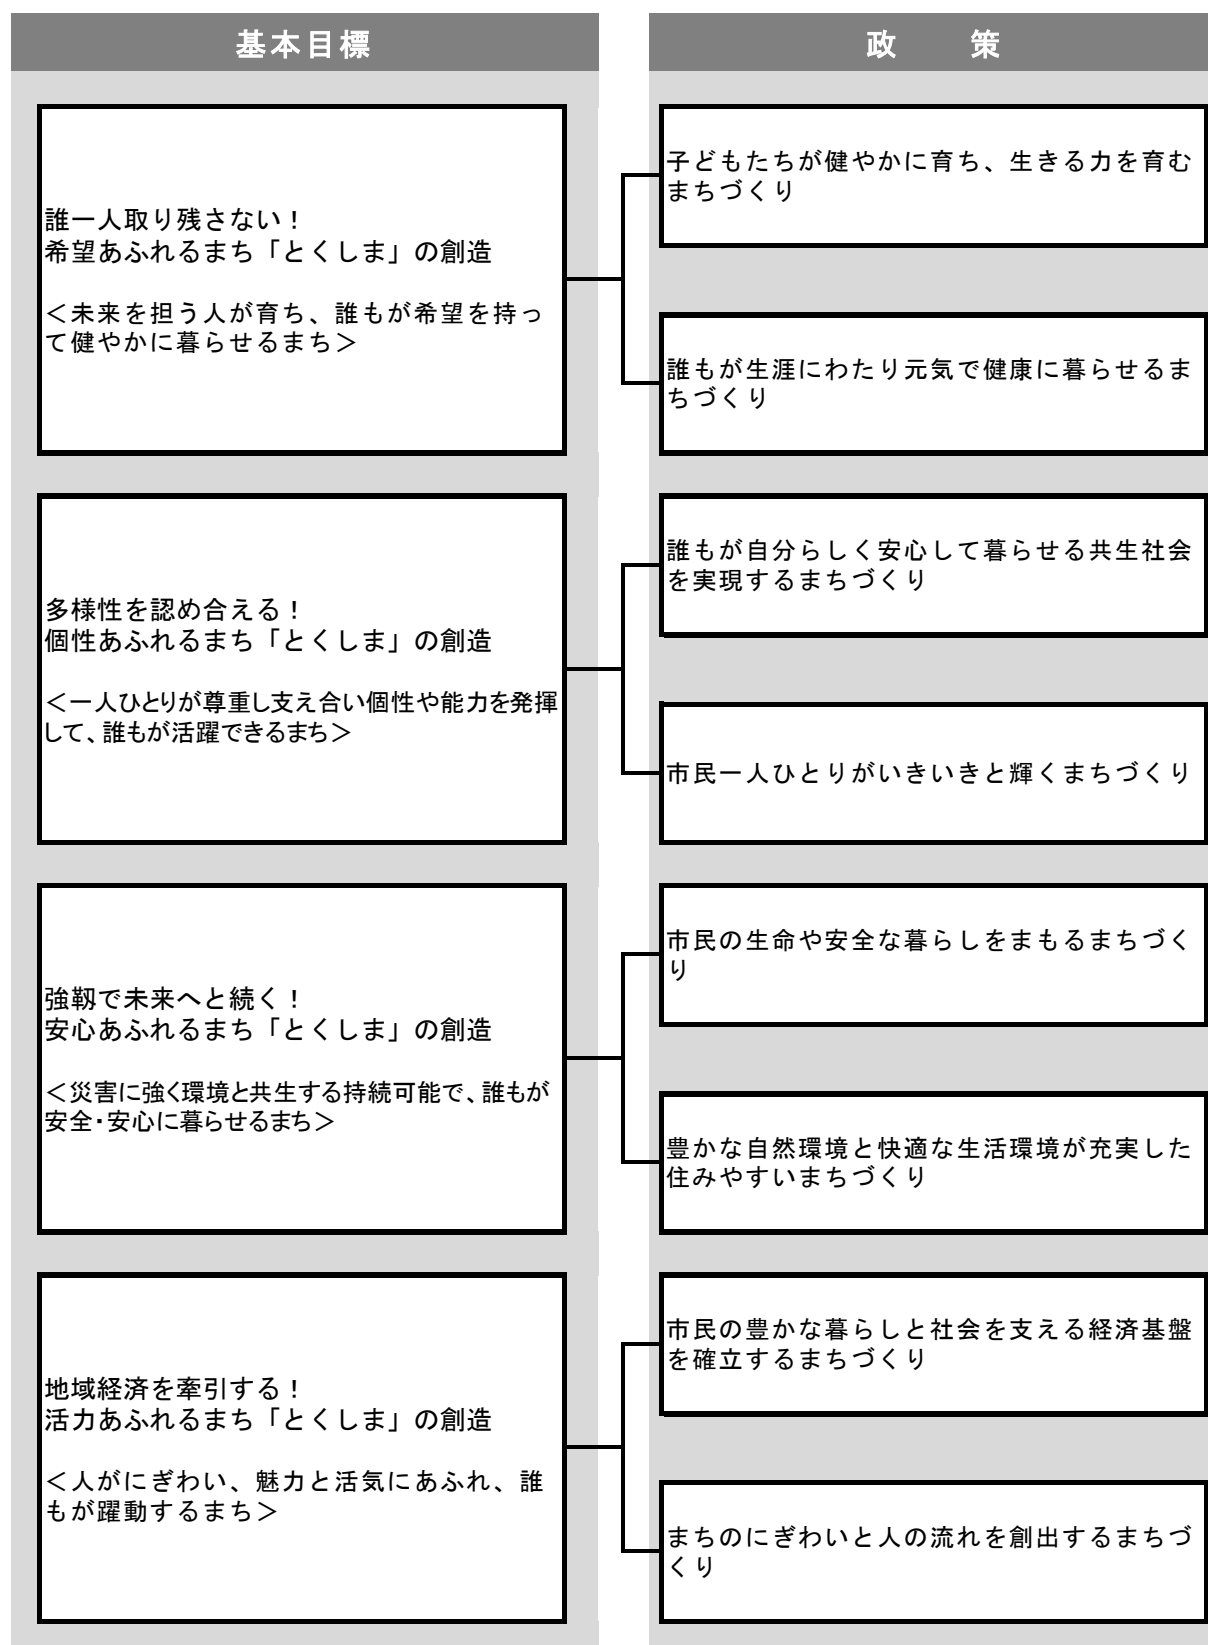 基本目標
政　策
誰一人取り残さない！
希望あふれるまち「とくしま」の創造
＜未来を担う人が育ち、誰もが希望を持っ
て健やかに暮らせるまち＞
子どもたちが健やかに育ち、生きる力を育む
まちづくり
誰もが生涯にわたり元気で健康に暮らせるま
ちづくり
多様性を認め合える！
個性あふれるまち「とくしま」の創造
＜一人ひとりが尊重し支え合い個性や能力を発揮
して、誰もが活躍できるまち＞
誰もが自分らしく安心して暮らせる共生社会
を実現するまちづくり
市民一人ひとりがいきいきと輝くまちづくり
強靱で未来へと続く！
安心あふれるまち「とくしま」の創造
＜災害に強く環境と共生する持続可能で、誰もが
安全・安心に暮らせるまち＞
市民の生命や安全な暮らしをまもるまちづく
り
豊かな自然環境と快適な生活環境が充実した
住みやすいまちづくり
地域経済を牽引する！
活力あふれるまち「とくしま」の創造
＜人がにぎわい、魅力と活気にあふれ、誰
もが躍動するまち＞
市民の豊かな暮らしと社会を支える経済基盤
を確立するまちづくり
まちのにぎわいと人の流れを創出するまちづ
くり